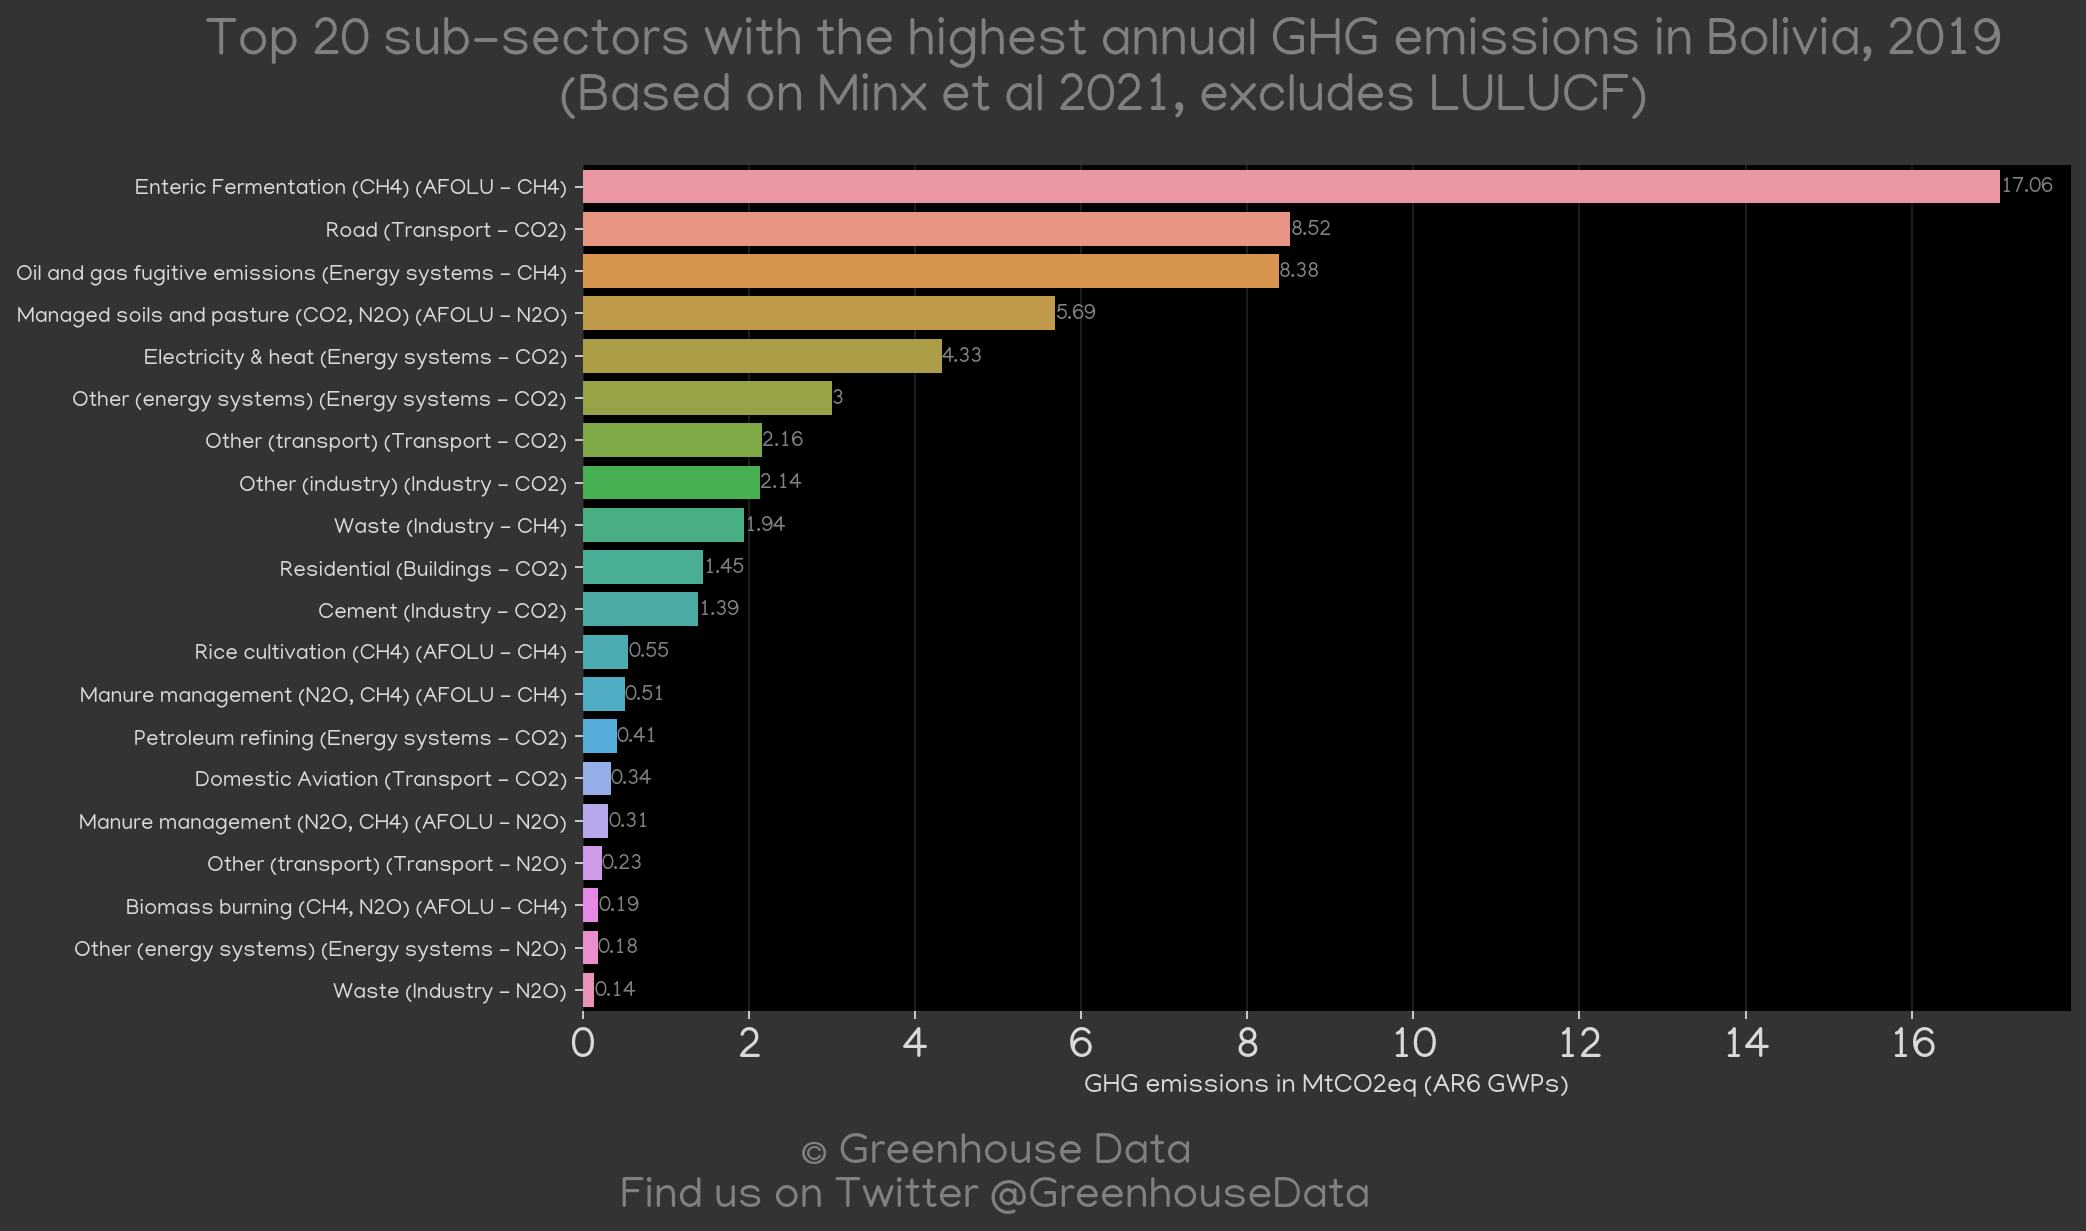 Top 20 sub-sectors with the highest annual GHG emissions in Bolivia, 2019
(Based on Minx et al 2021, excludes LULUCF)
Enteric Fermentation (CH4) (AFOLU - CH4) 17.06
Road (Transport - CO2) 8.52
Oil and gas fugitive emissions (Energy systems - CH4) 8.38
Managed soils and pasture (CO2, N2O) (AFOLU - N2O) 5.69
Electricity & heat (Energy systems - CO2) 4.33
Other (energy systems) (Energy systems - CO2) 3
Other (transport) (Transport - CO2) 2.16
Other (industry) (Industry - CO2) 2.14
Waste (Industry - CH4) 1.94
Residential (Buildings - CO2) 1.45
Cement (Industry - CO2) 1.39
Rice cultivation (CH4) (AFOLU - CH4) 0.55
Manure management (N2O, CH4) (AFOLU - CH4) 0.51
Petroleum refining (Energy systems - CO2) 0.41
Domestic Aviation (Transport - CO2) 0.34
Manure management (N2O, CH4) (AFOLU - N2O) 0.31
Other (transport) (Transport - N2O) 0.23
Biomass burning (CH4, N2O) (AFOLU - CH4) 0.19
Other (energy systems) (Energy systems - N2O) 0.18
Waste (Industry - N2O) 0.14
0 2 4 6 8 10 12 14 16
GHG emissions in MtCO2eq (AR6 GWPs)
© Greenhouse Data
Find us on Twitter @GreenhouseData